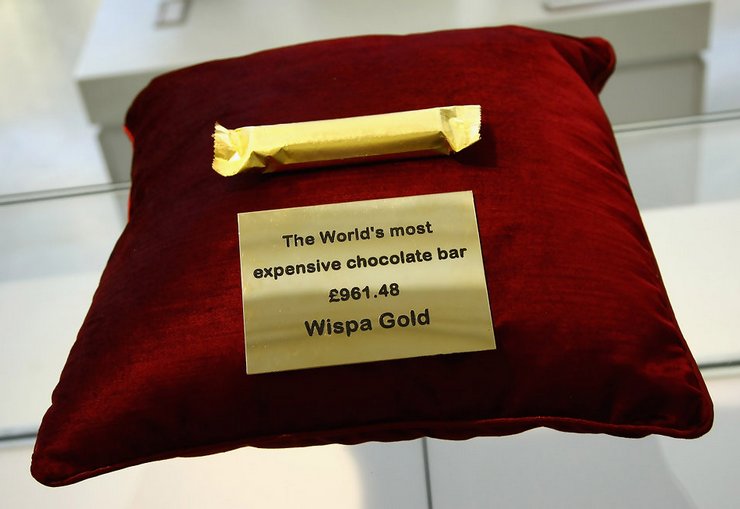 The World's most
expensive chocolate bar
£961.48
Wispa Gold